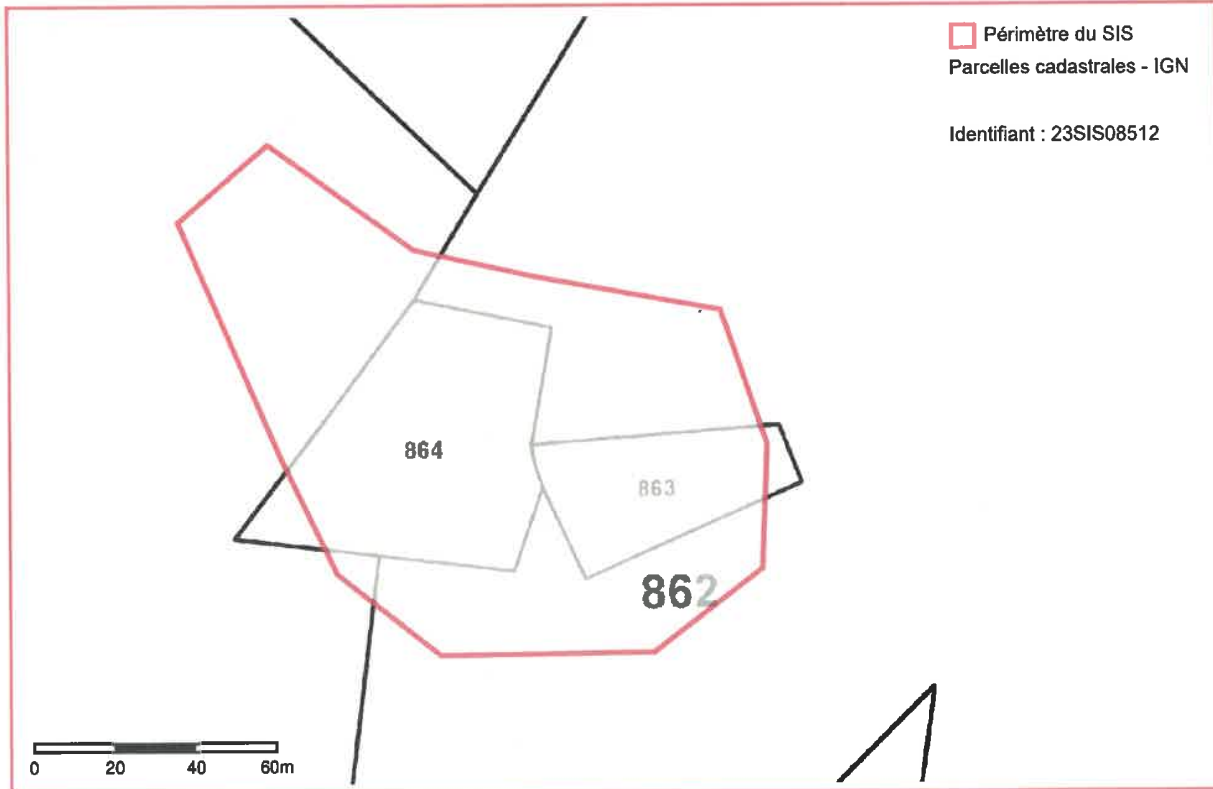 Périmètre du SIS
Parcelles cadastrales - IGN
Identifiant : 23SIS08512
864
863
862
0 20 40 60m